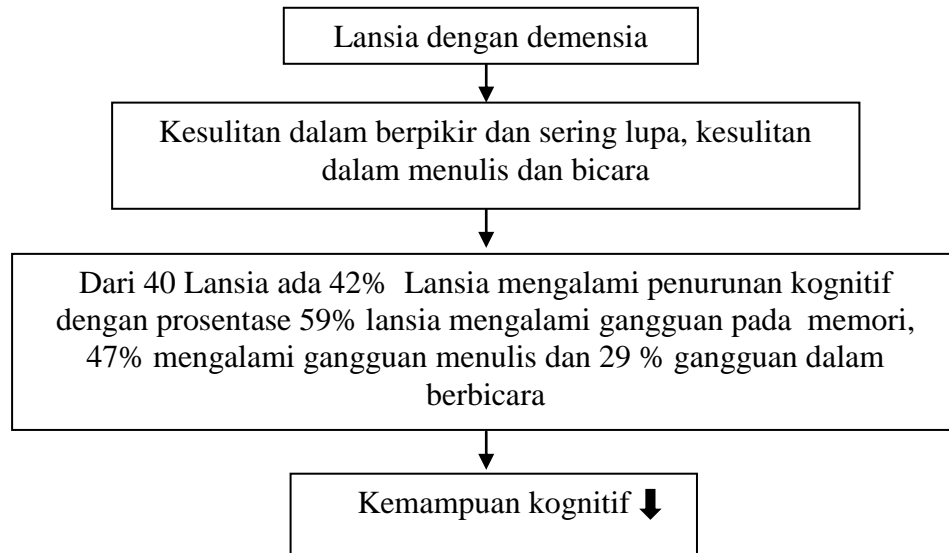 Lansia dengan demensia
Kesulitan dalam berpikir dan sering lupa, kesulitan
dalam menulis dan bicara
Dari 40 Lansia ada 42% Lansia mengalami penurunan kognitif
dengan prosentase 59% lansia mengalami gangguan pada memori,
47% mengalami gangguan menulis dan 29 % gangguan dalam
berbicara
Kemampuan kognitif